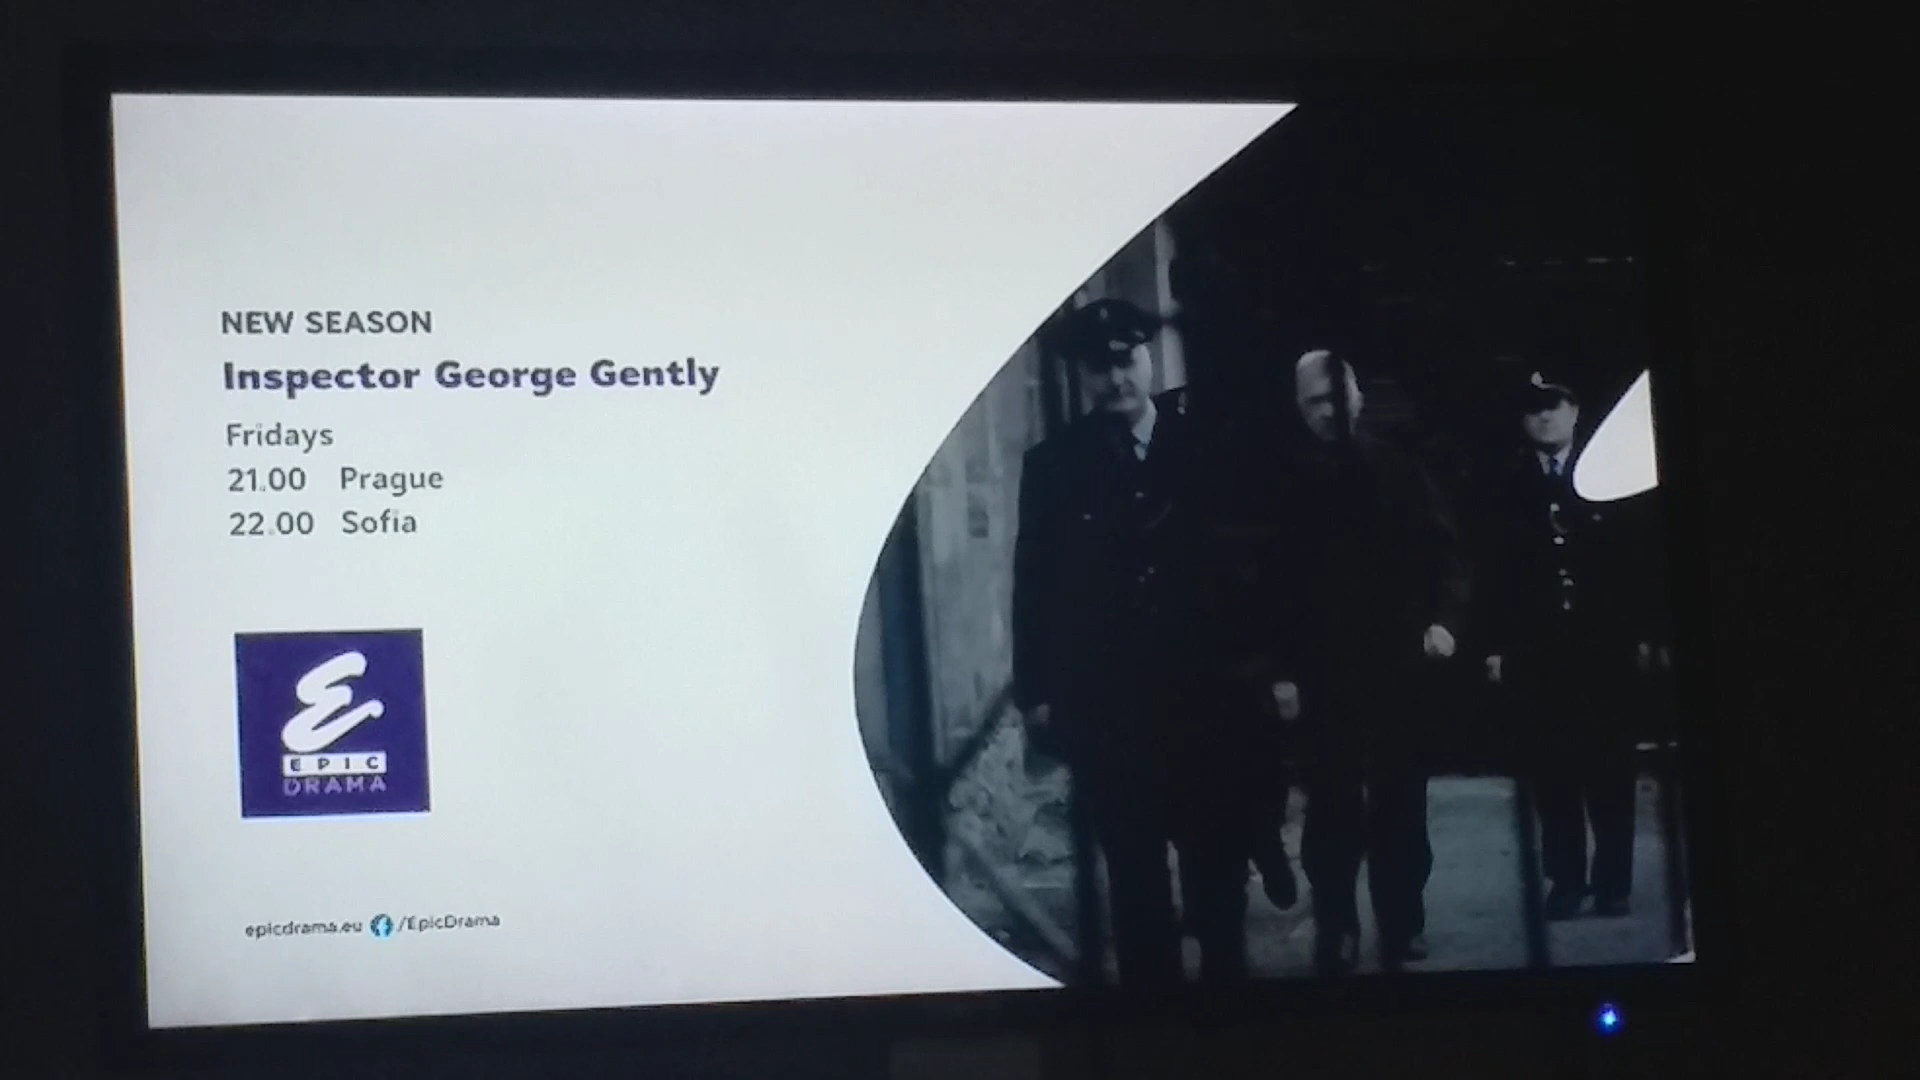 NEW SEASON
Inspector George Gently
Fridays
21.00 Prague
22.00 Sofia
E
EPIC
DRAMA
epicdrama.eu /EpicDrama